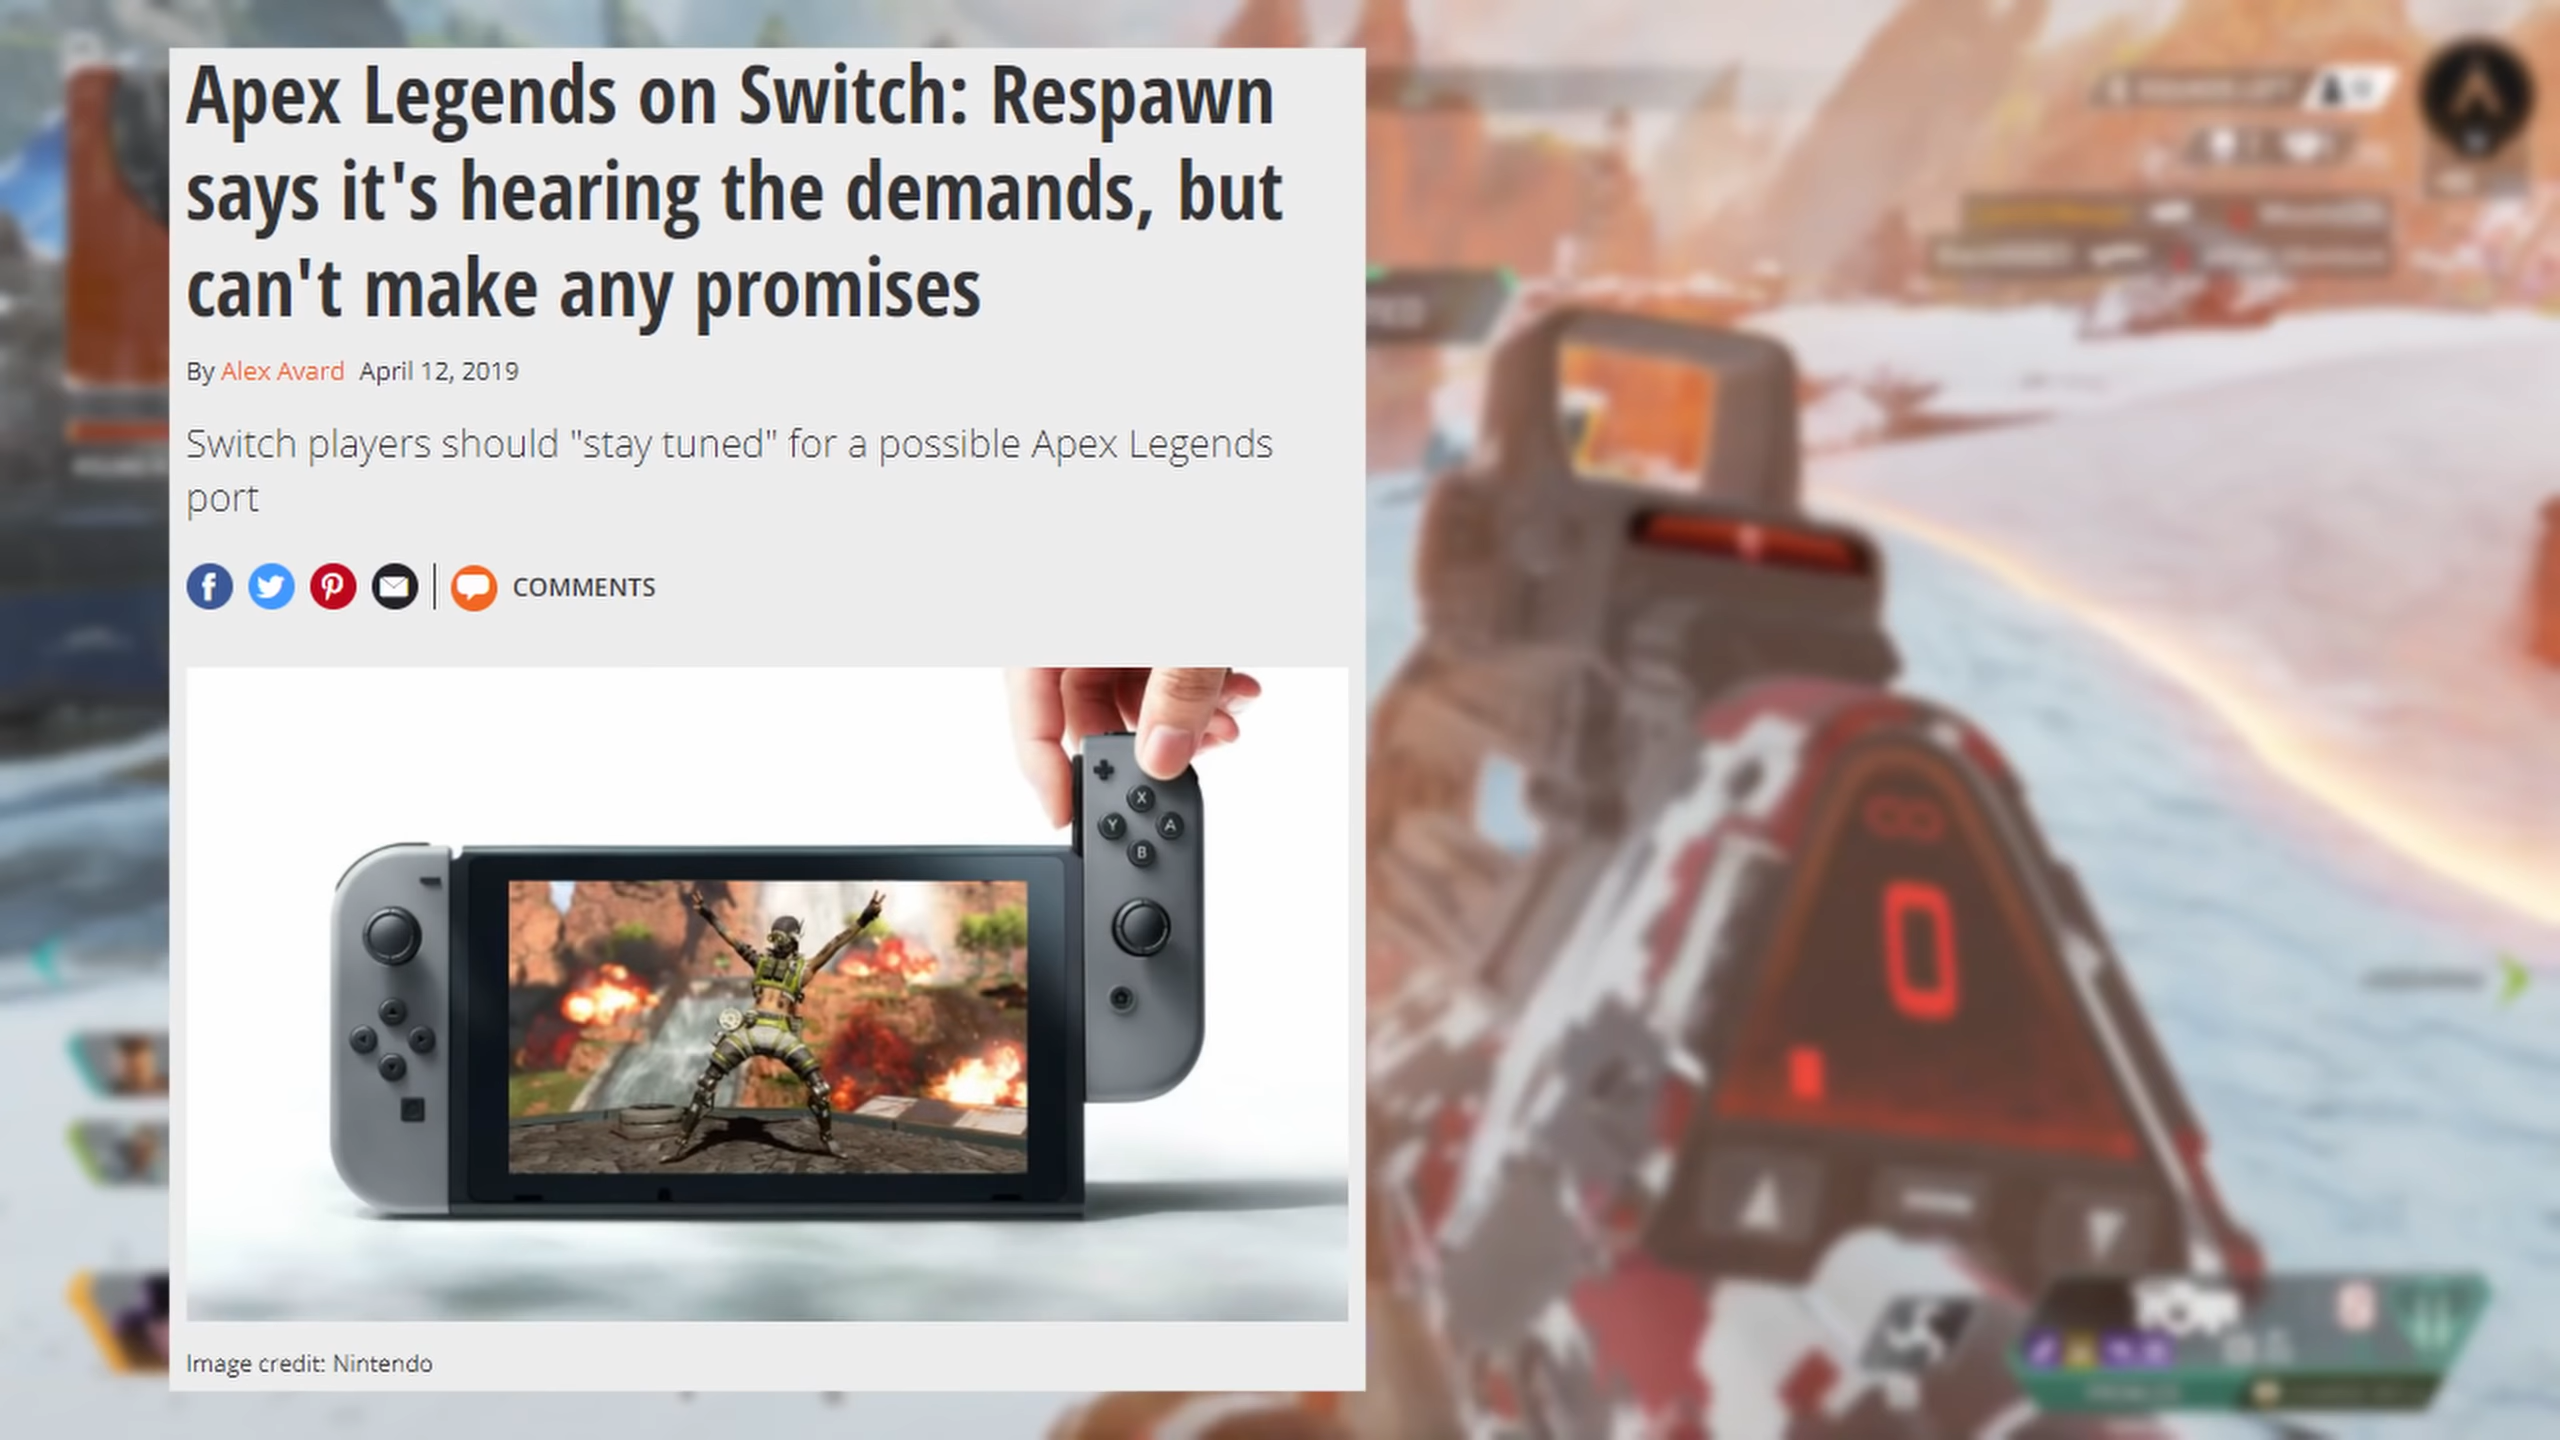 Apex Legends on Switch: Respawn
says it's hearing the demands, but
can't make any promises
By Alex Avard April 12, 2019
Switch players should "stay tuned" for a possible Apex Legends
port
COMMENTS
X
Y A
B
0
Image credit: Nintendo